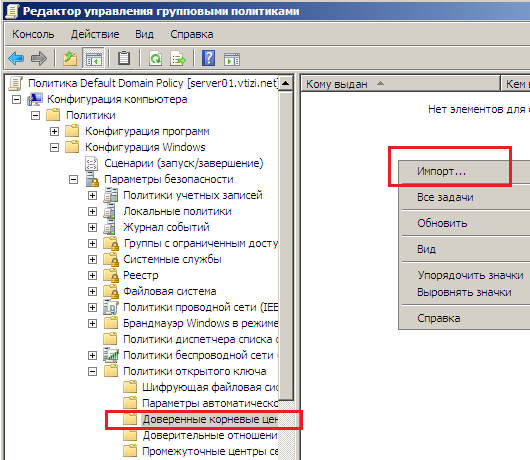 Редактор управления групповыми политиками
Консоль Действие Вид Справка
Политика Default Domain Policy [server01.vtizi.net]
Конфигурация компьютера
Политики
Конфигурация программ
Конфигурация Windows
Сценарии (запуск/завершение)
Параметры безопасности
Политики учетных записей
Локальные политики
Журнал событий
Группы с ограниченным дост
Системные службы
Реестр
Файловая система
Политики проводной сети (IEE
Брандмауэр Windows в режиме
Политики диспетчера списка с
Политики беспроводной сети (
Политики открытого ключа
Шифрующая файловая сис
Параметры автоматическо
Доверенные корневые цен
Доверительные отношени
Промежуточные центры се
Кому выдан Кем в
Нет элементов для о
Импорт...
Все задачи
Обновить
Вид
Упорядочить значки
Выровнять значки
Справка